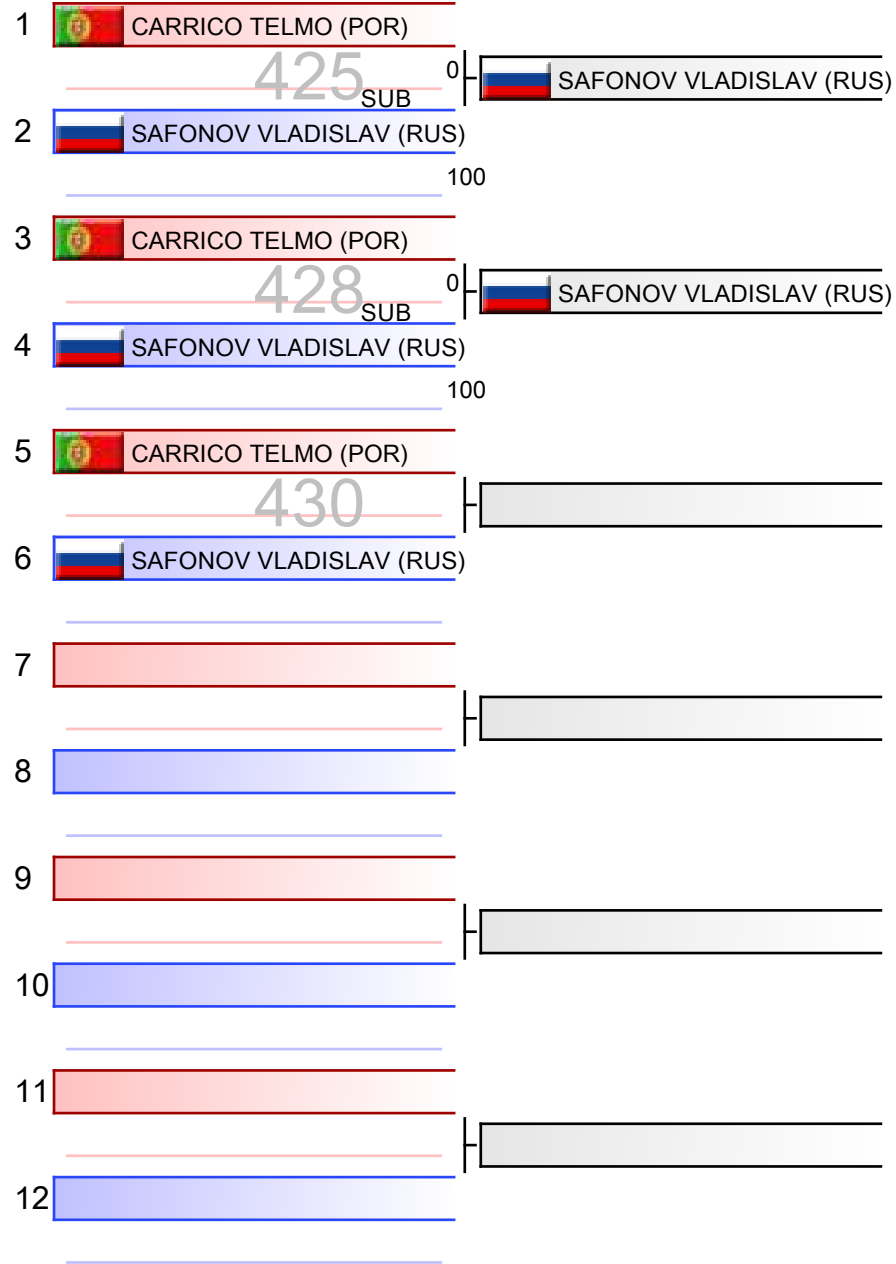 1 CARRICO TELMO (POR)
425 SUB 0 SAFONOV VLADISLAV (RUS)
2 SAFONOV VLADISLAV (RUS)
100
3 CARRICO TELMO (POR)
428 SUB 0 SAFONOV VLADISLAV (RUS)
4 SAFONOV VLADISLAV (RUS)
100
5 CARRICO TELMO (POR)
430
6 SAFONOV VLADISLAV (RUS)
7
8
9
10
11
12